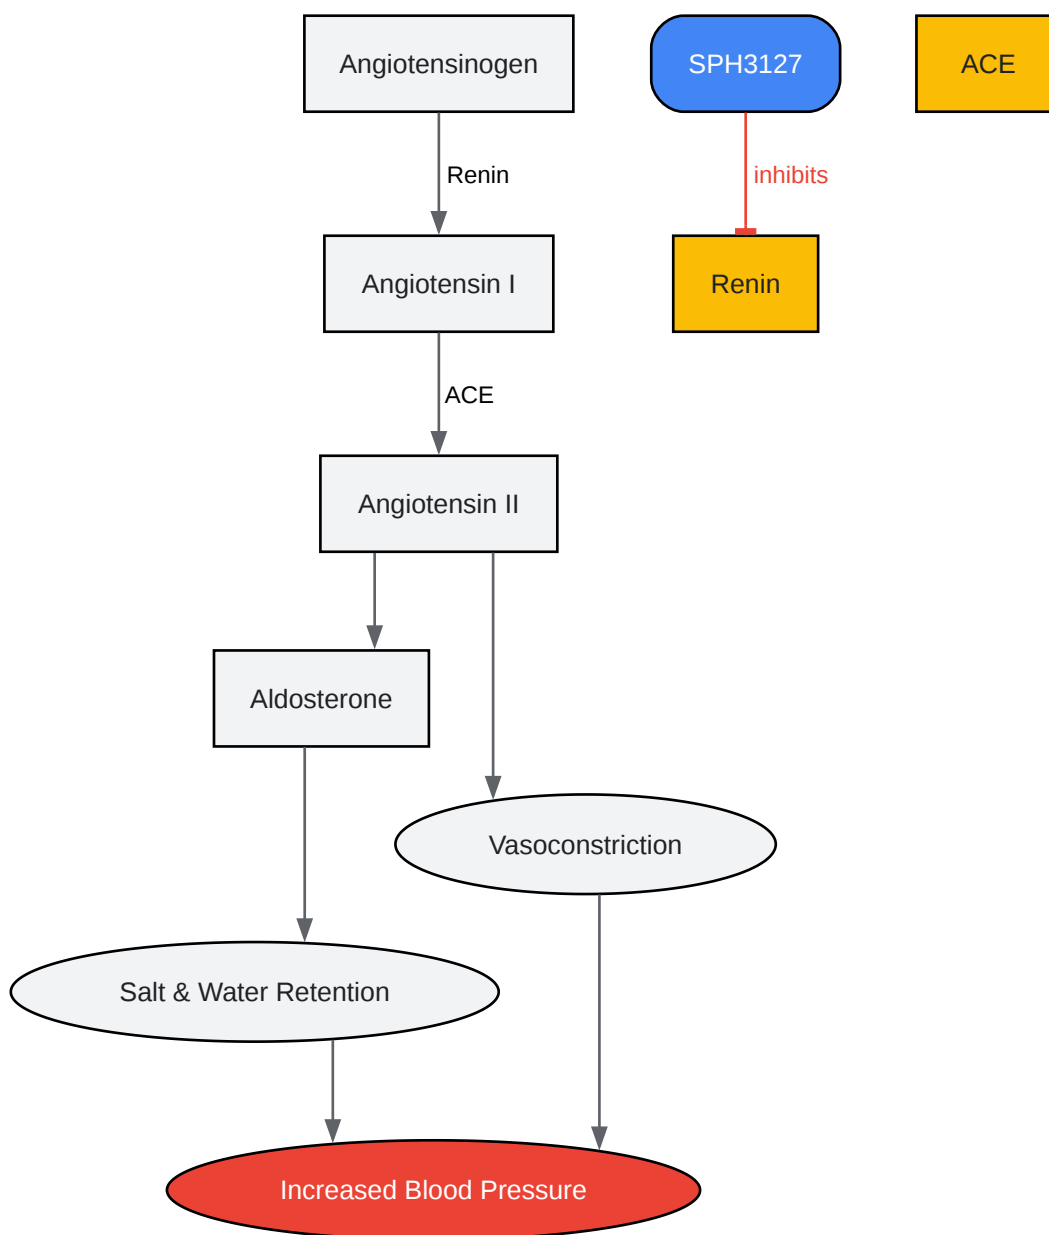 Angiotensinogen
SPH3127
ACE
Renin
inhibits
Angiotensin I
Renin
ACE
Angiotensin II
Aldosterone
Vasoconstriction
Salt & Water Retention
Increased Blood Pressure